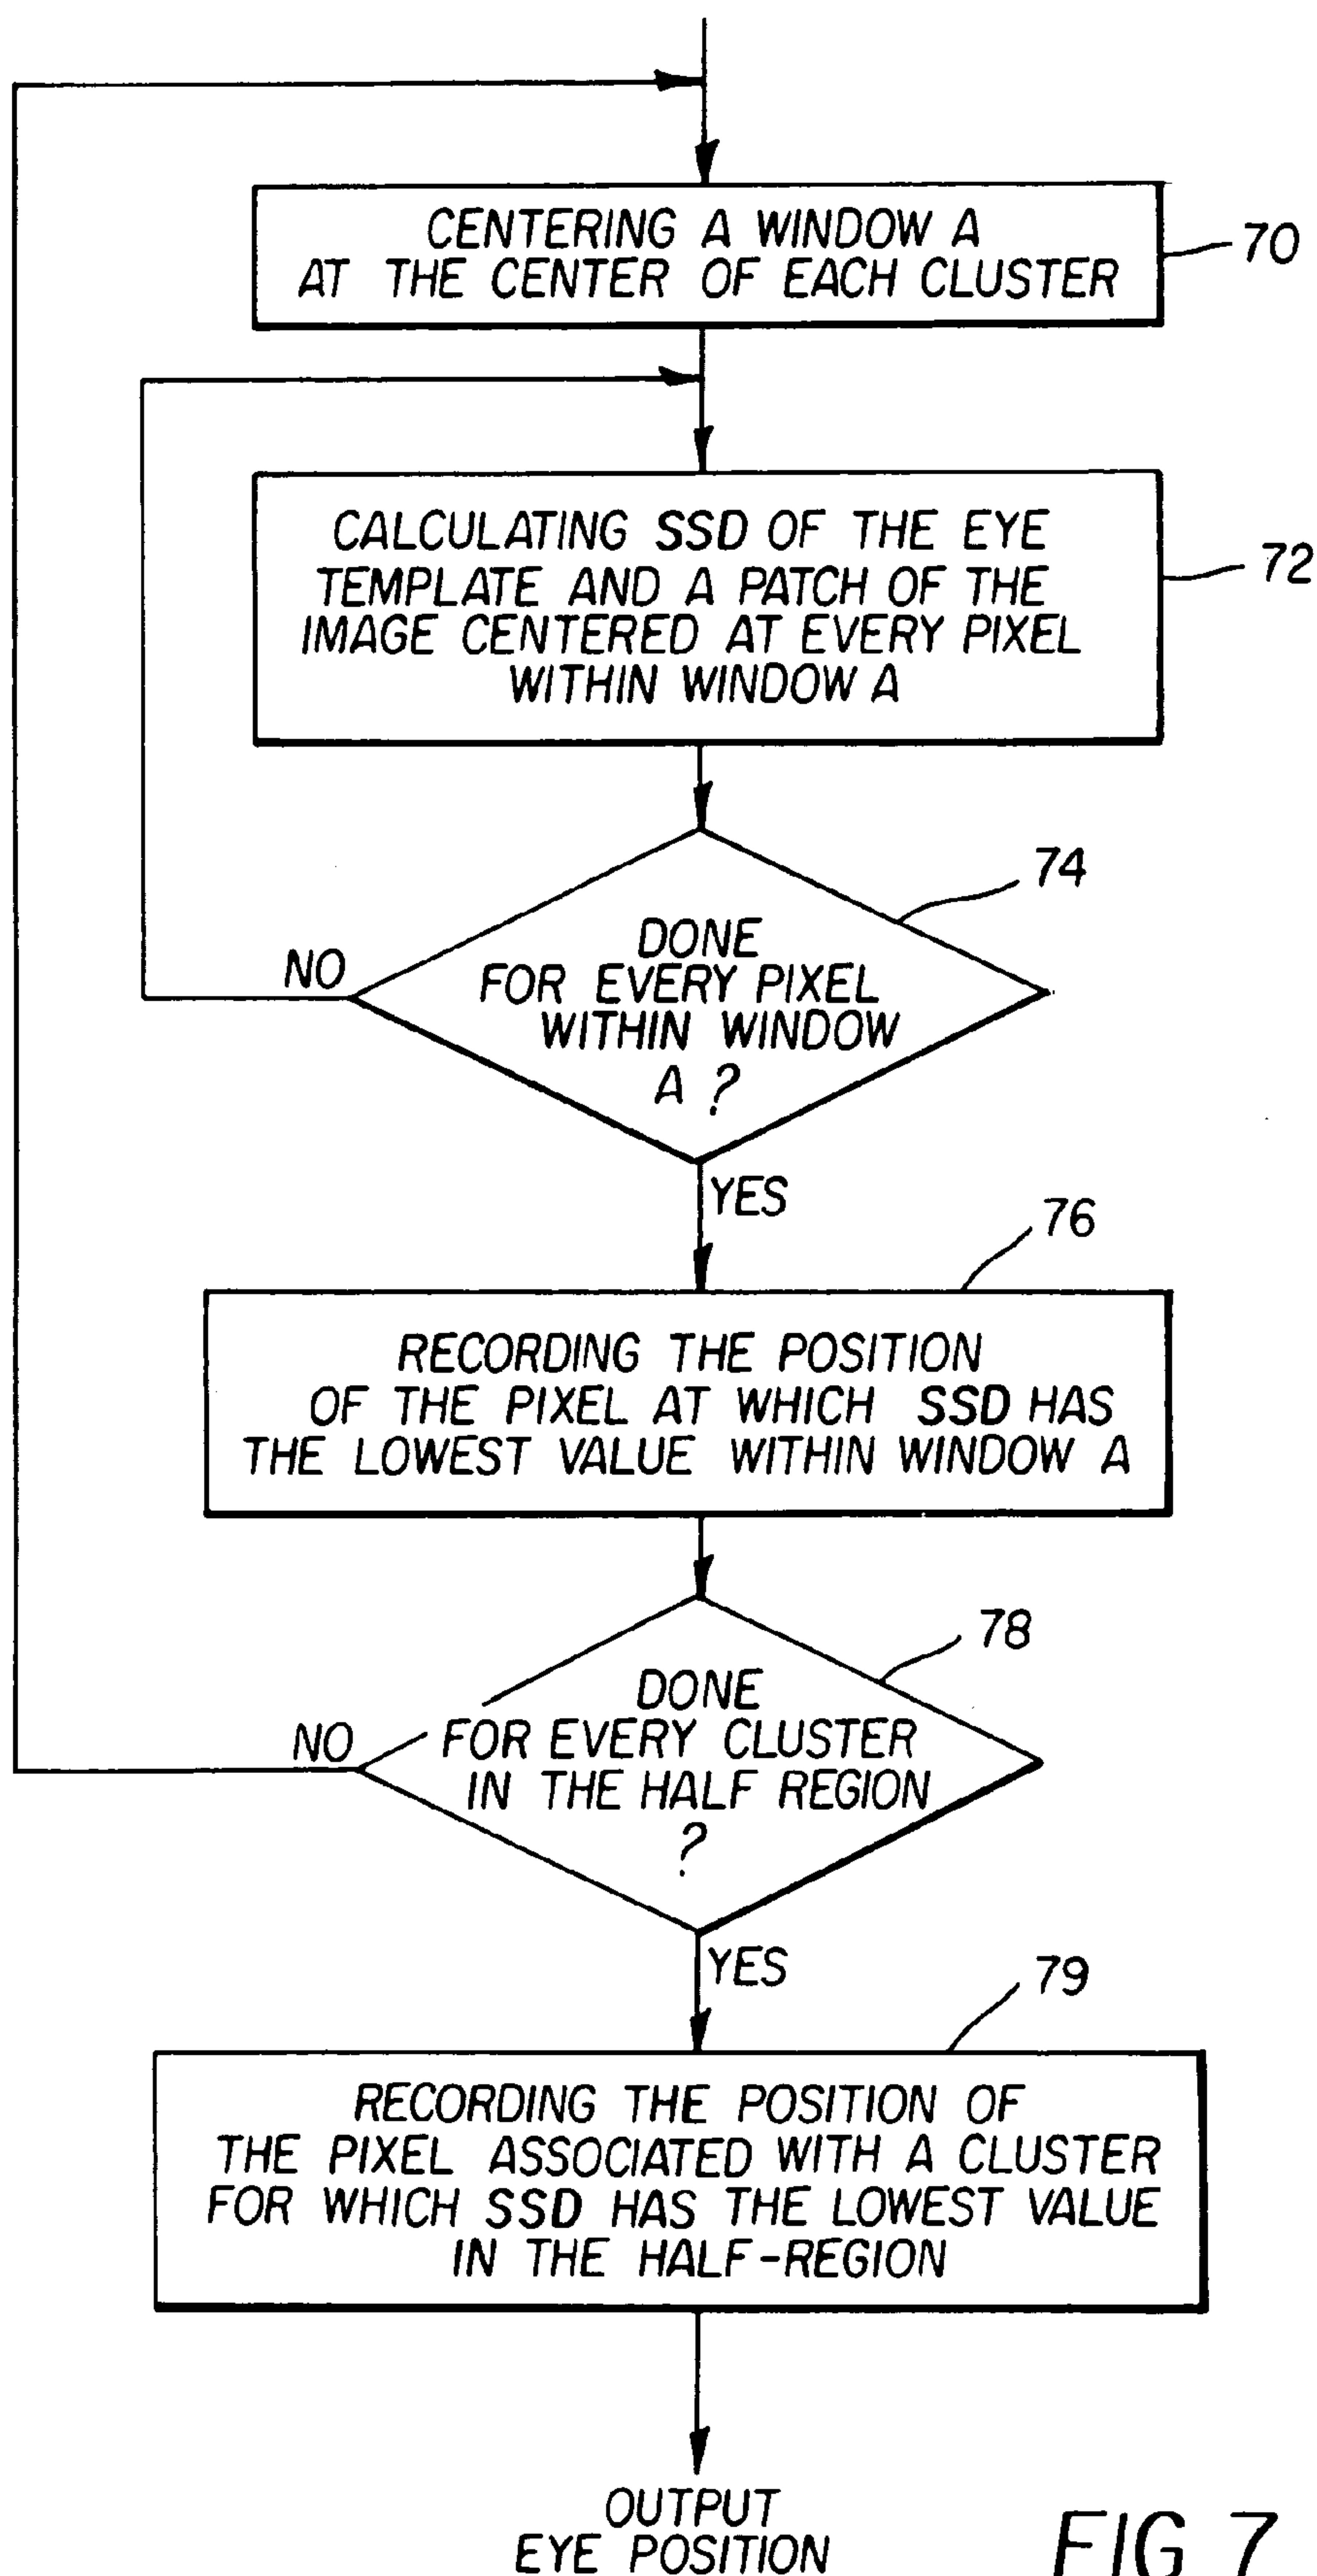 CENTERING A WINDOW A
AT THE CENTER OF EACH CLUSTER
70
CALCULATING SSD OF THE EYE
TEMPLATE AND A PATCH OF THE
IMAGE CENTERED AT EVERY PIXEL
WITHIN WINDOW A
72
74
DONE
FOR EVERY PIXEL
WITHIN WINDOW
A ?
NO
YES
76
RECORDING THE POSITION
OF THE PIXEL AT WHICH SSD HAS
THE LOWEST VALUE WITHIN WINDOW A
78
DONE
FOR EVERY CLUSTER
IN THE HALF REGION
?
NO
YES
79
RECORDING THE POSITION OF
THE PIXEL ASSOCIATED WITH A CLUSTER
FOR WHICH SSD HAS THE LOWEST VALUE
IN THE HALF-REGION
OUTPUT
EYE POSITION
FIG 7